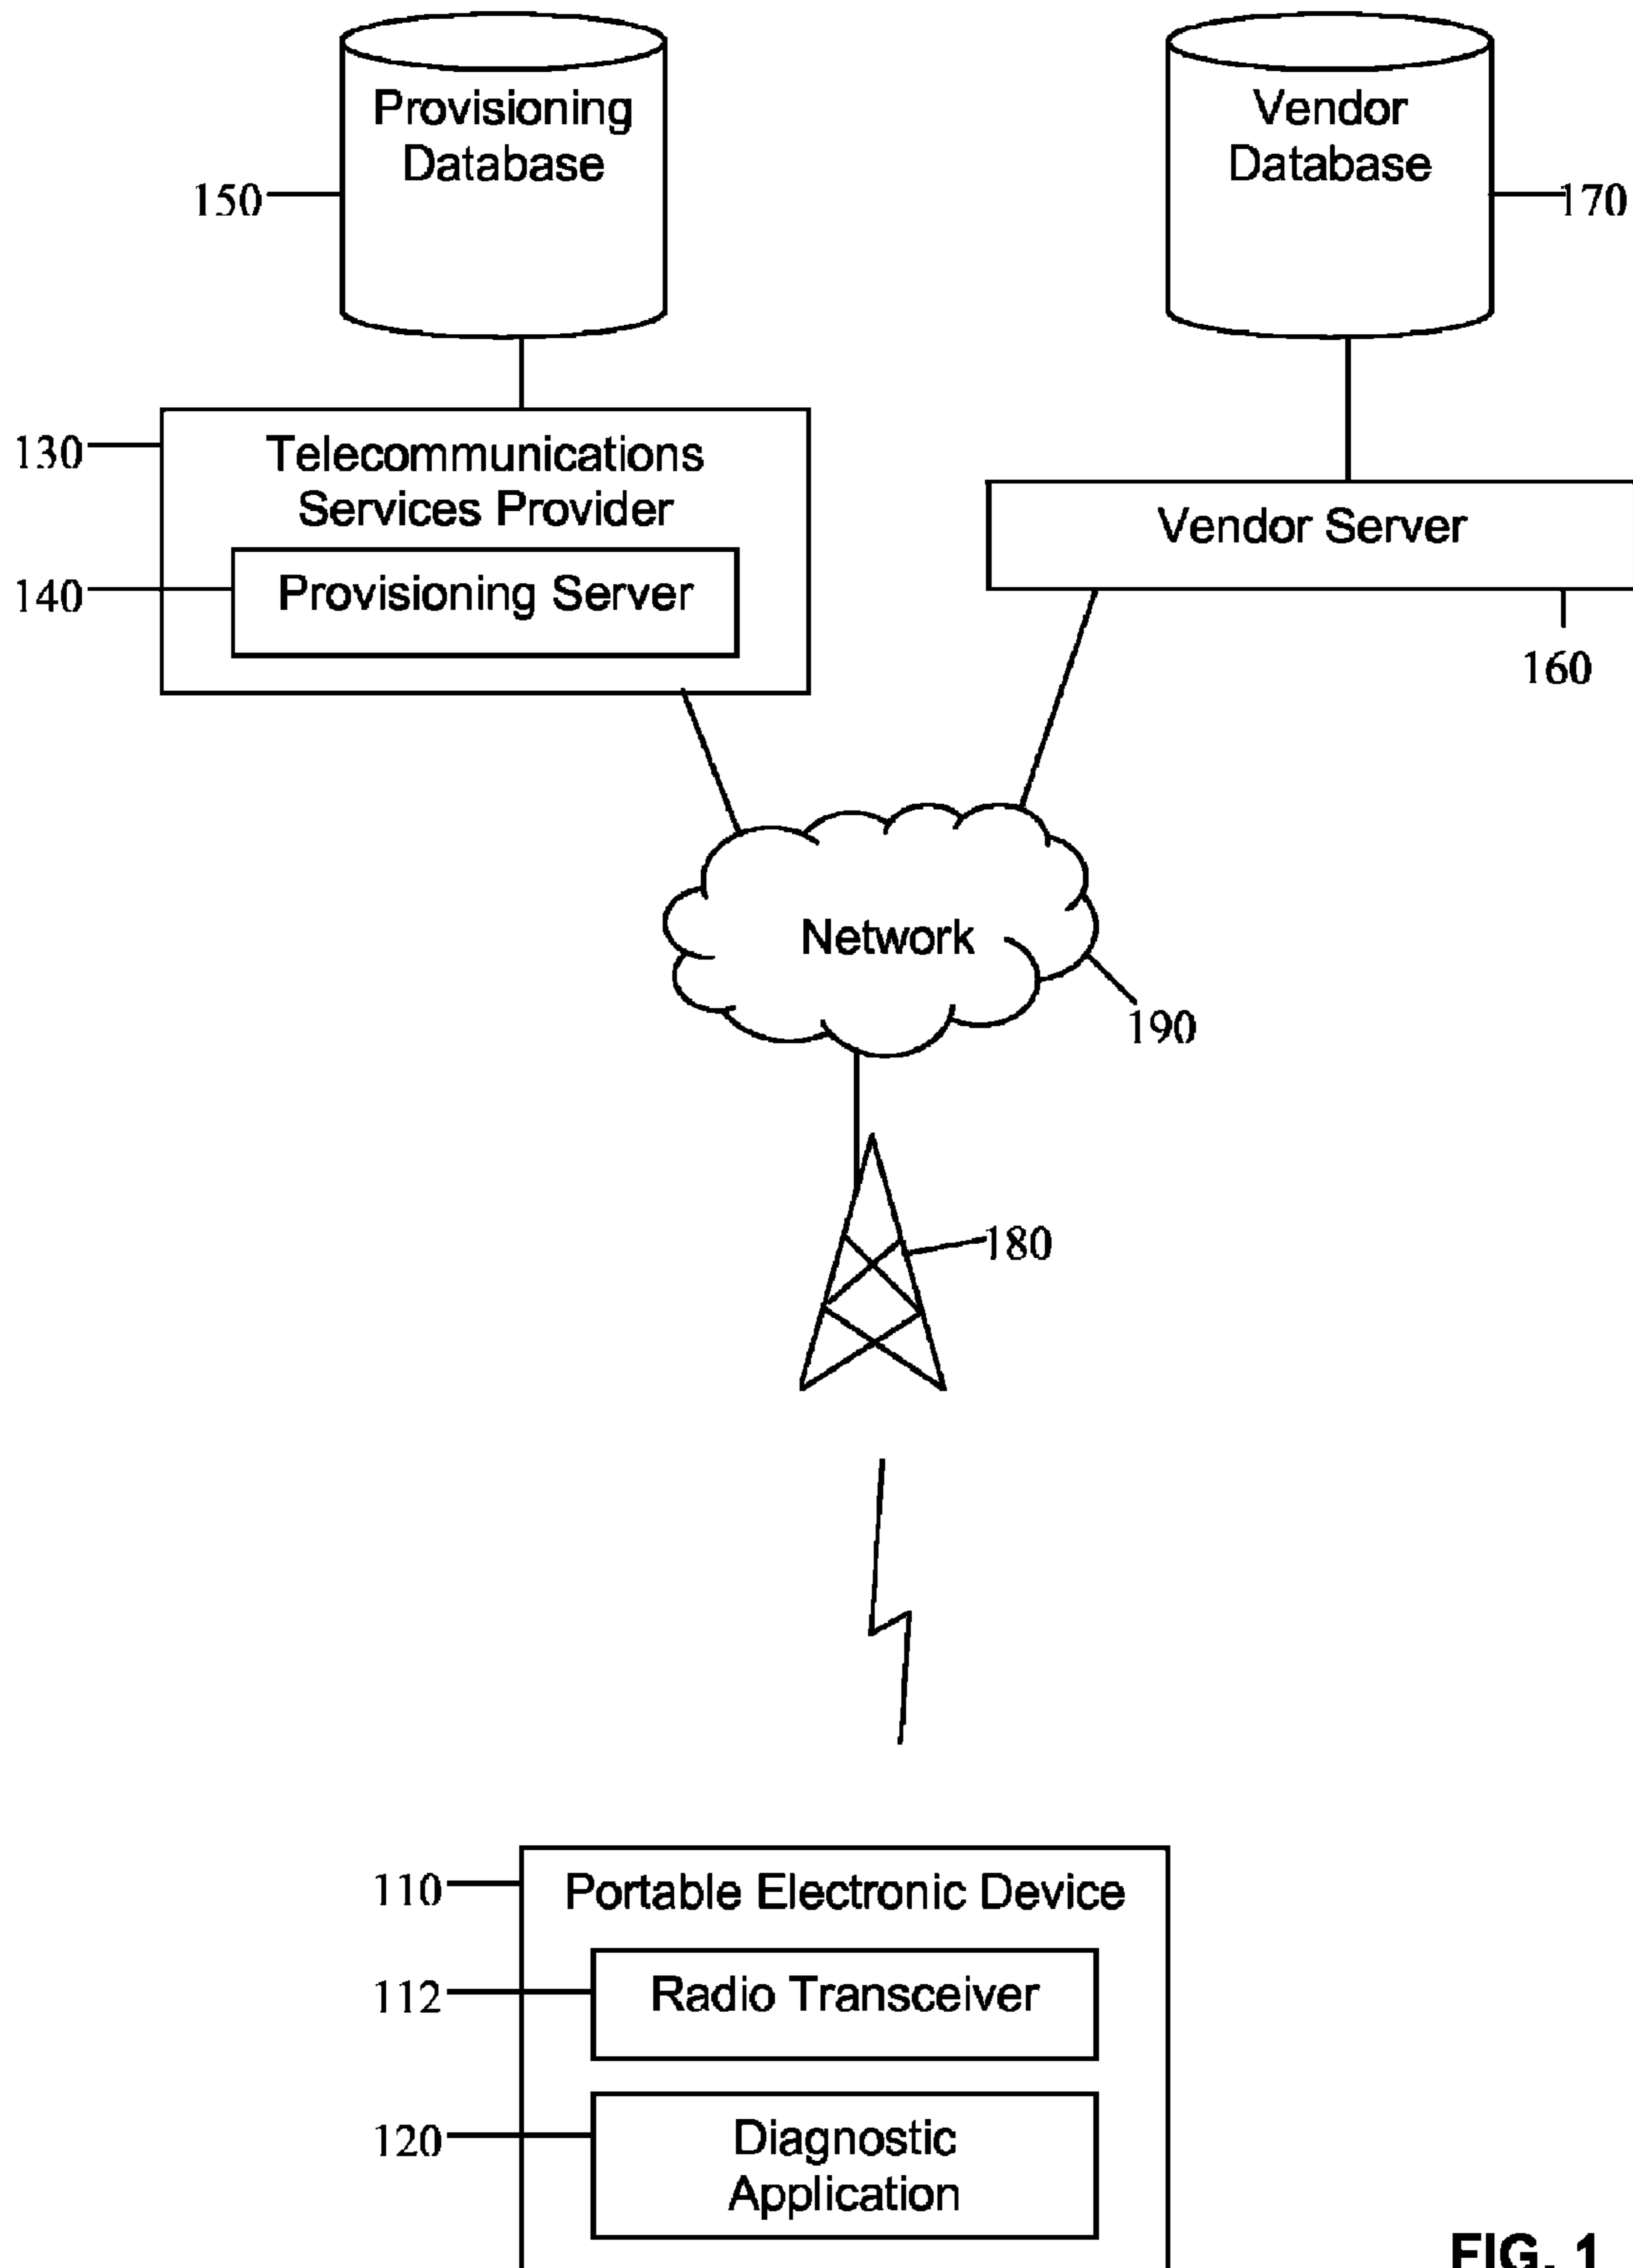 Provisioning
Database
150
Vendor
Database
170
130
Telecommunications
Services Provider
140
Provisioning Server
Vendor Server
160
Network
190
180
110
Portable Electronic Device
112
Radio Transceiver
120
Diagnostic
Application
FIG. 1